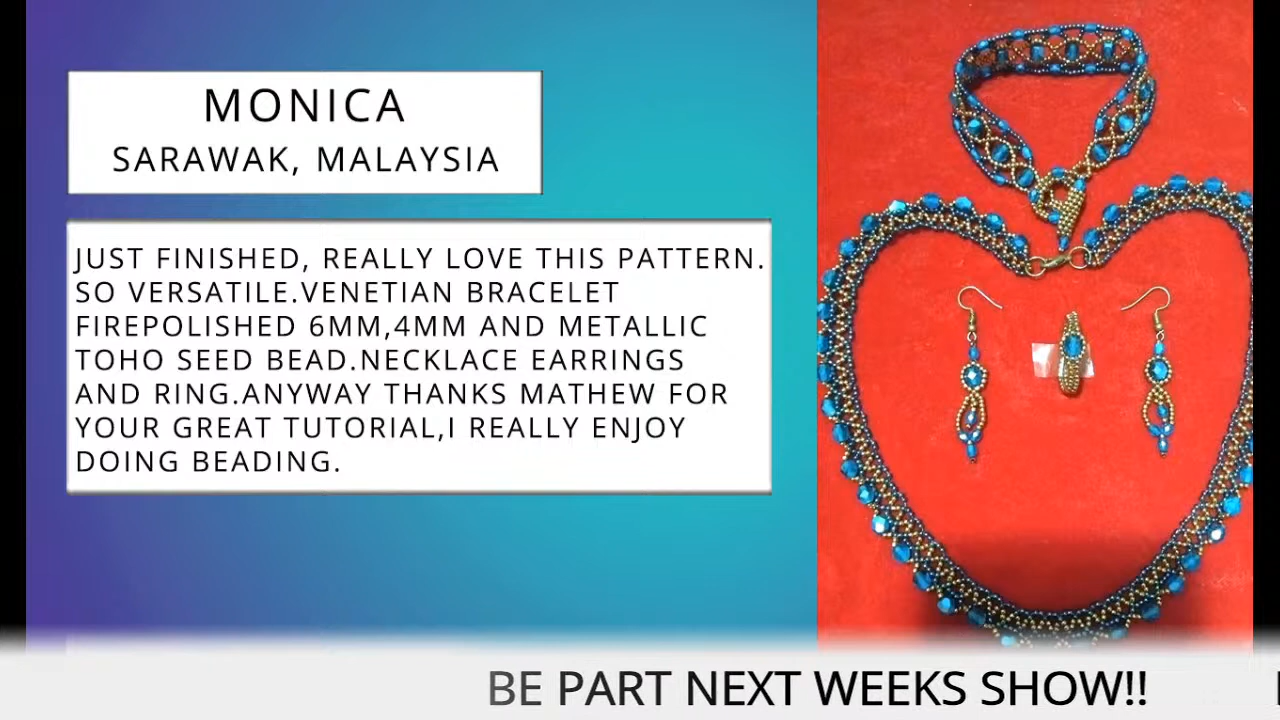 MONICA
SARAWAK, MALAYSIA
JUST FINISHED, REALLY LOVE THIS PATTERN.
SO VERSATILE.VENETIAN BRACELET
FIREPOLISHED 6MM,4MM AND METALLIC
TOHO SEED BEAD.NECKLACE EARRINGS
AND RING.ANYWAY THANKS MATHEW FOR
YOUR GREAT TUTORIAL,I REALLY ENJOY
DOING BEADING.
BE PART NEXT WEEKS SHOW!!